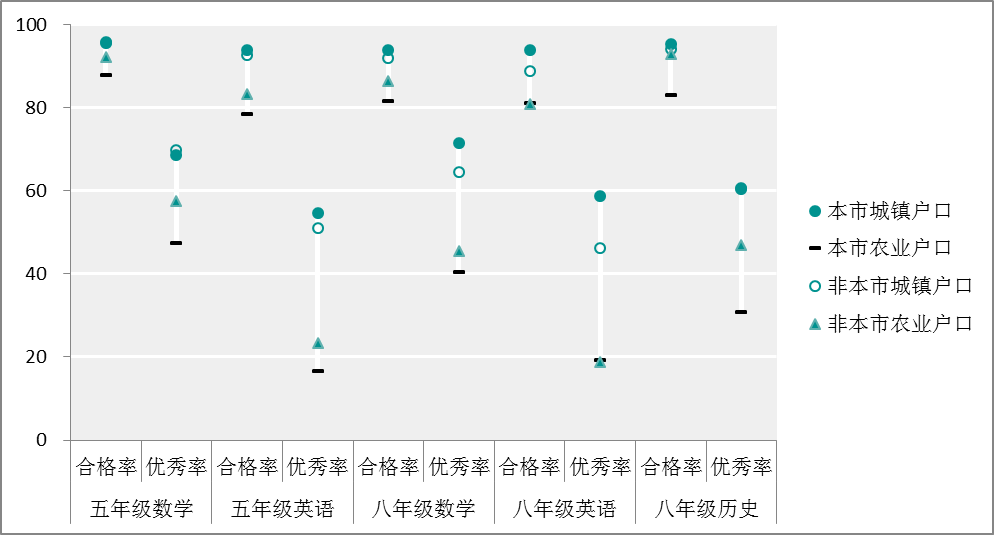 100
80
60
40
20
0
合格率 优秀率 合格率 优秀率 合格率 优秀率 合格率 优秀率 合格率 优秀率
五年级数学 五年级英语 八年级数学 八年级英语 八年级历史
本市城镇户口
本市农业户口
非本市城镇户口
非本市农业户口